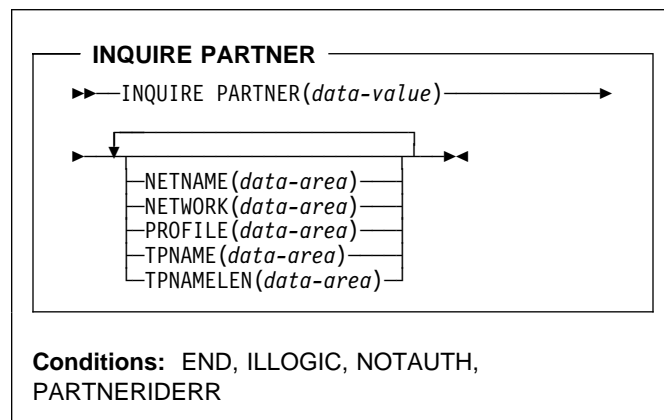 INQUIRE PARTNER
INQUIRE PARTNER(data-value)
NETNAME(data-area)
NETWORK(data-area)
PROFILE(data-area)
TPNAME(data-area)
TPNAMELEN(data-area)
Conditions: END, ILLOGIC, NOTAUTH,
PARTNERIDERR